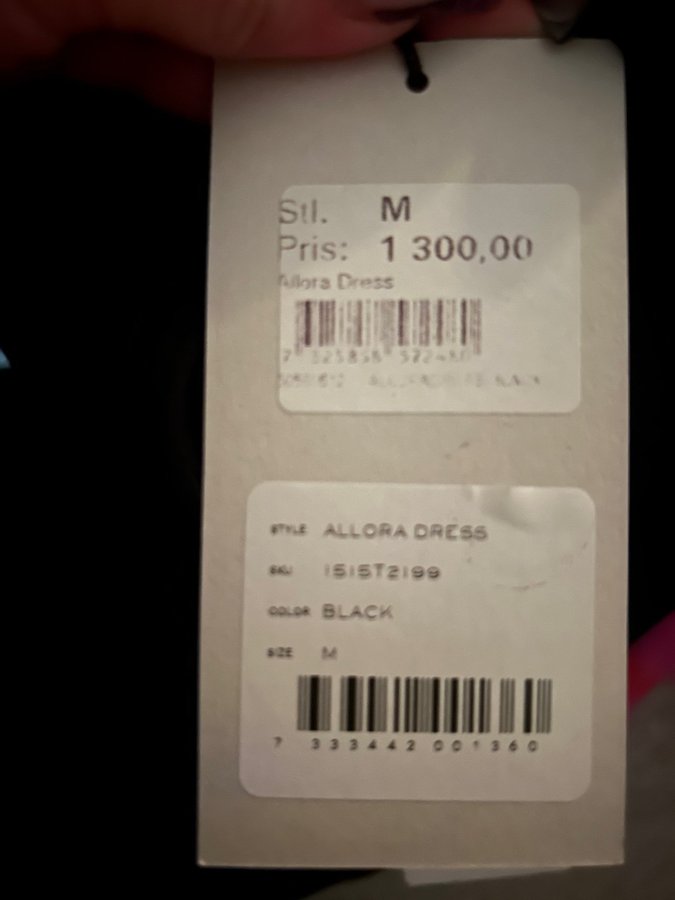 Stl. M
Pris: 1 300,00
Allora Dress
STYLE ALLORA DRESS
SKU 1515T2199
COLOR BLACK
SIZE M
7 333442 001360